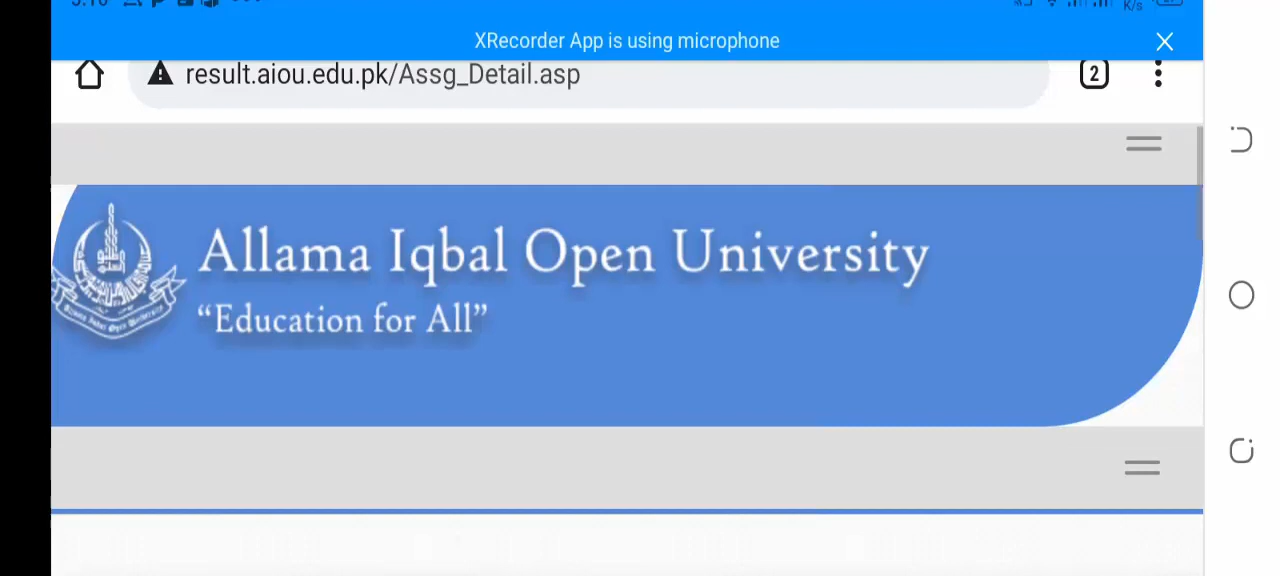 XRecorder App is using microphone
result.aiou.edu.pk/Assg_Detail.asp
2
Allama Iqbal Open University
“Education for All”